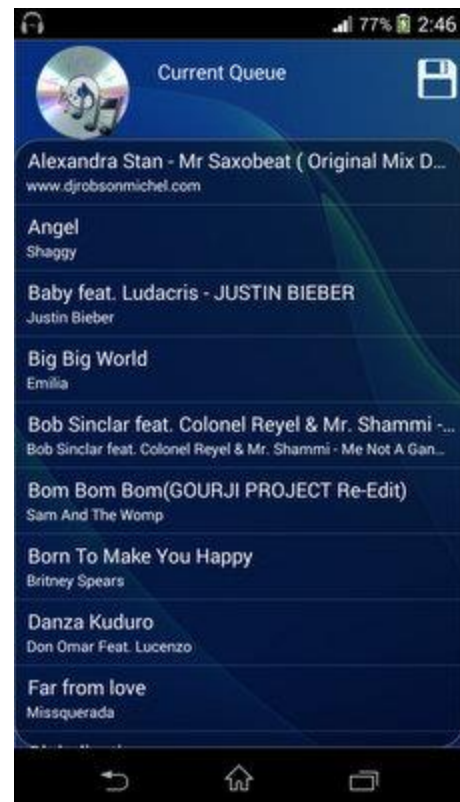 77% 2:46
Current Queue
Alexandra Stan - Mr Saxobeat ( Original Mix D...
www.djrobsonmichel.com
Angel
Shaggy
Baby feat. Ludacris - JUSTIN BIEBER
Justin Bieber
Big Big World
Emilia
Bob Sinclar feat. Colonel Reyel & Mr. Shammi -...
Bob Sinclar feat. Colonel Reyel & Mr. Shammi - Me Not A Gan...
Bom Bom Bom(GOURJI PROJECT Re-Edit)
Sam And The Womp
Born To Make You Happy
Britney Spears
Danza Kuduro
Don Omar Feat. Lucenzo
Far from love
Missquerada